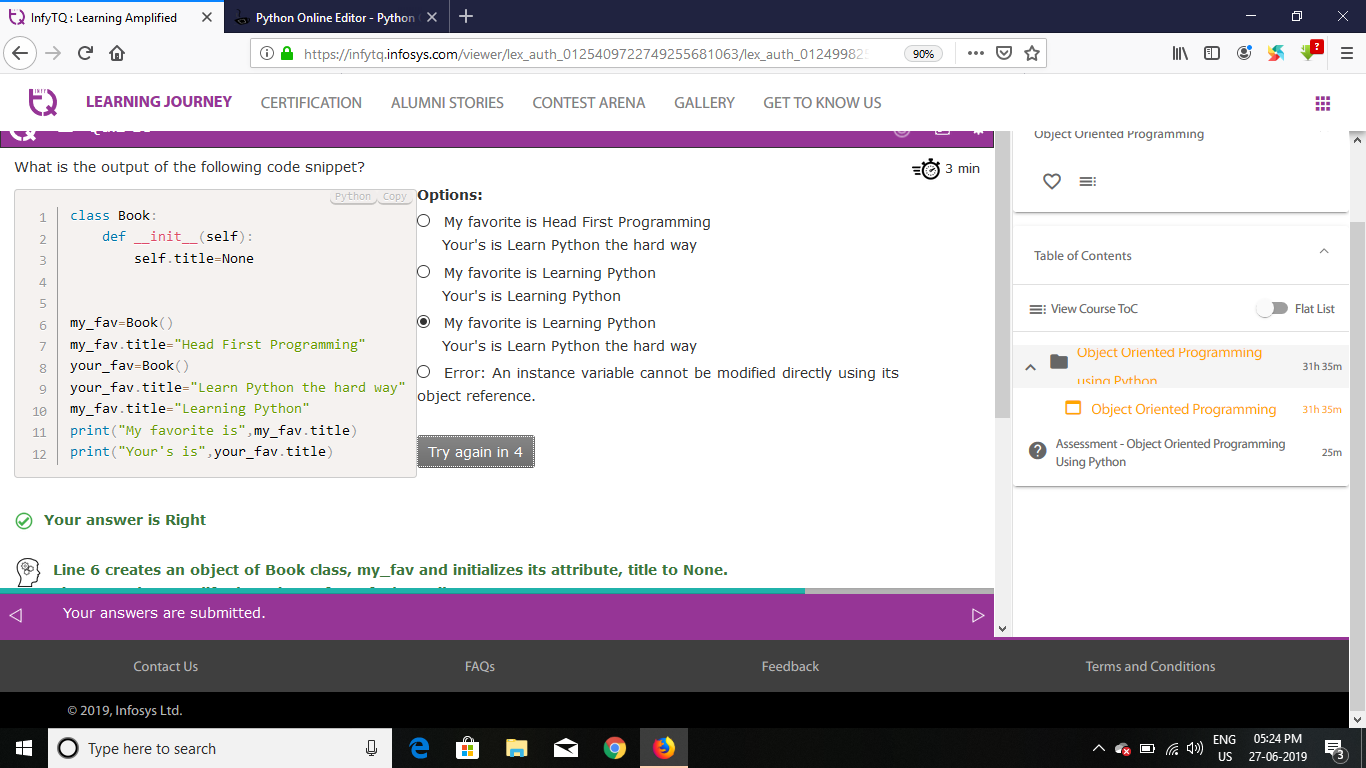 InfyTQ : Learning Amplified
Python Online Editor - Python
https://infytq.infosys.com/viewer/lex_auth_0125409722749255681063/lex_auth_01249982
90%
?
INFY
TQ
LEARNING JOURNEY
CERTIFICATION
ALUMNI STORIES
CONTEST ARENA
GALLERY
GET TO KNOW US
What is the output of the following code snippet?
3 min
Python Copy
1 class Book:
2 def __init__(self):
3 self.title=None
4
5
6 my_fav=Book()
7 my_fav.title="Head First Programming"
8 your_fav=Book()
9 your_fav.title="Learn Python the hard way"
10 my_fav.title="Learning Python"
11 print("My favorite is",my_fav.title)
12 print("Your's is",your_fav.title)
Options:
My favorite is Head First Programming
Your's is Learn Python the hard way
My favorite is Learning Python
Your's is Learning Python
My favorite is Learning Python
Your's is Learn Python the hard way
Error: An instance variable cannot be modified directly using its
object reference.
Try again in 4
Your answer is Right
Line 6 creates an object of Book class, my_fav and initializes its attribute, title to None.
Your answers are submitted.
Object Oriented Programming
Table of Contents
View Course ToC
Flat List
Object Oriented Programming
using Python
31h 35m
Object Oriented Programming
31h 35m
Assessment - Object Oriented Programming
Using Python
25m
Contact Us
FAQs
Feedback
Terms and Conditions
© 2019, Infosys Ltd.
Type here to search
ENG
US
05:24 PM
27-06-2019
3